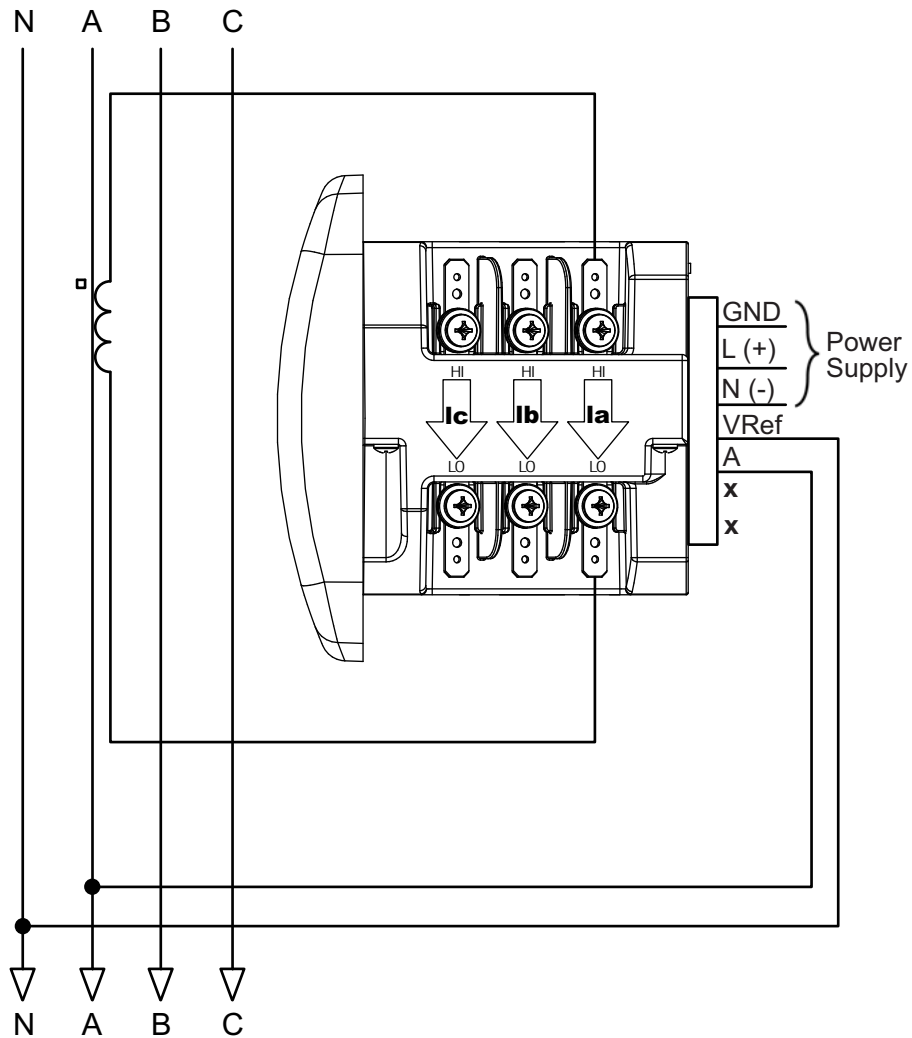 N A B C
GND
L (+)
Power
Supply
N (-)
VRef
A
x
x
HI HI HI
Ic Ib Ia
LO LO LO
N A B C